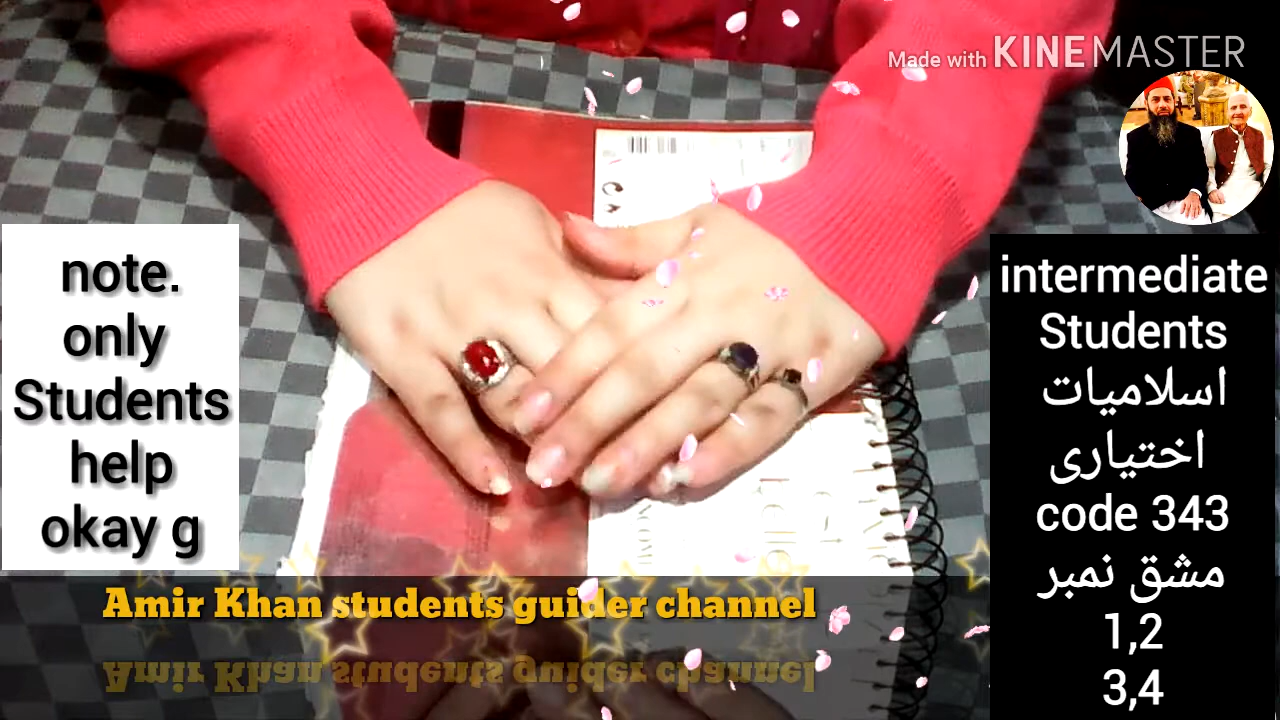 Made with KINEMASTER
note.
only
Students
help
okay g
intermediate
Students
اسلامیات
اختیاری
code 343
مشق نمبر
1,2
3,4
Amir Khan students guider channel